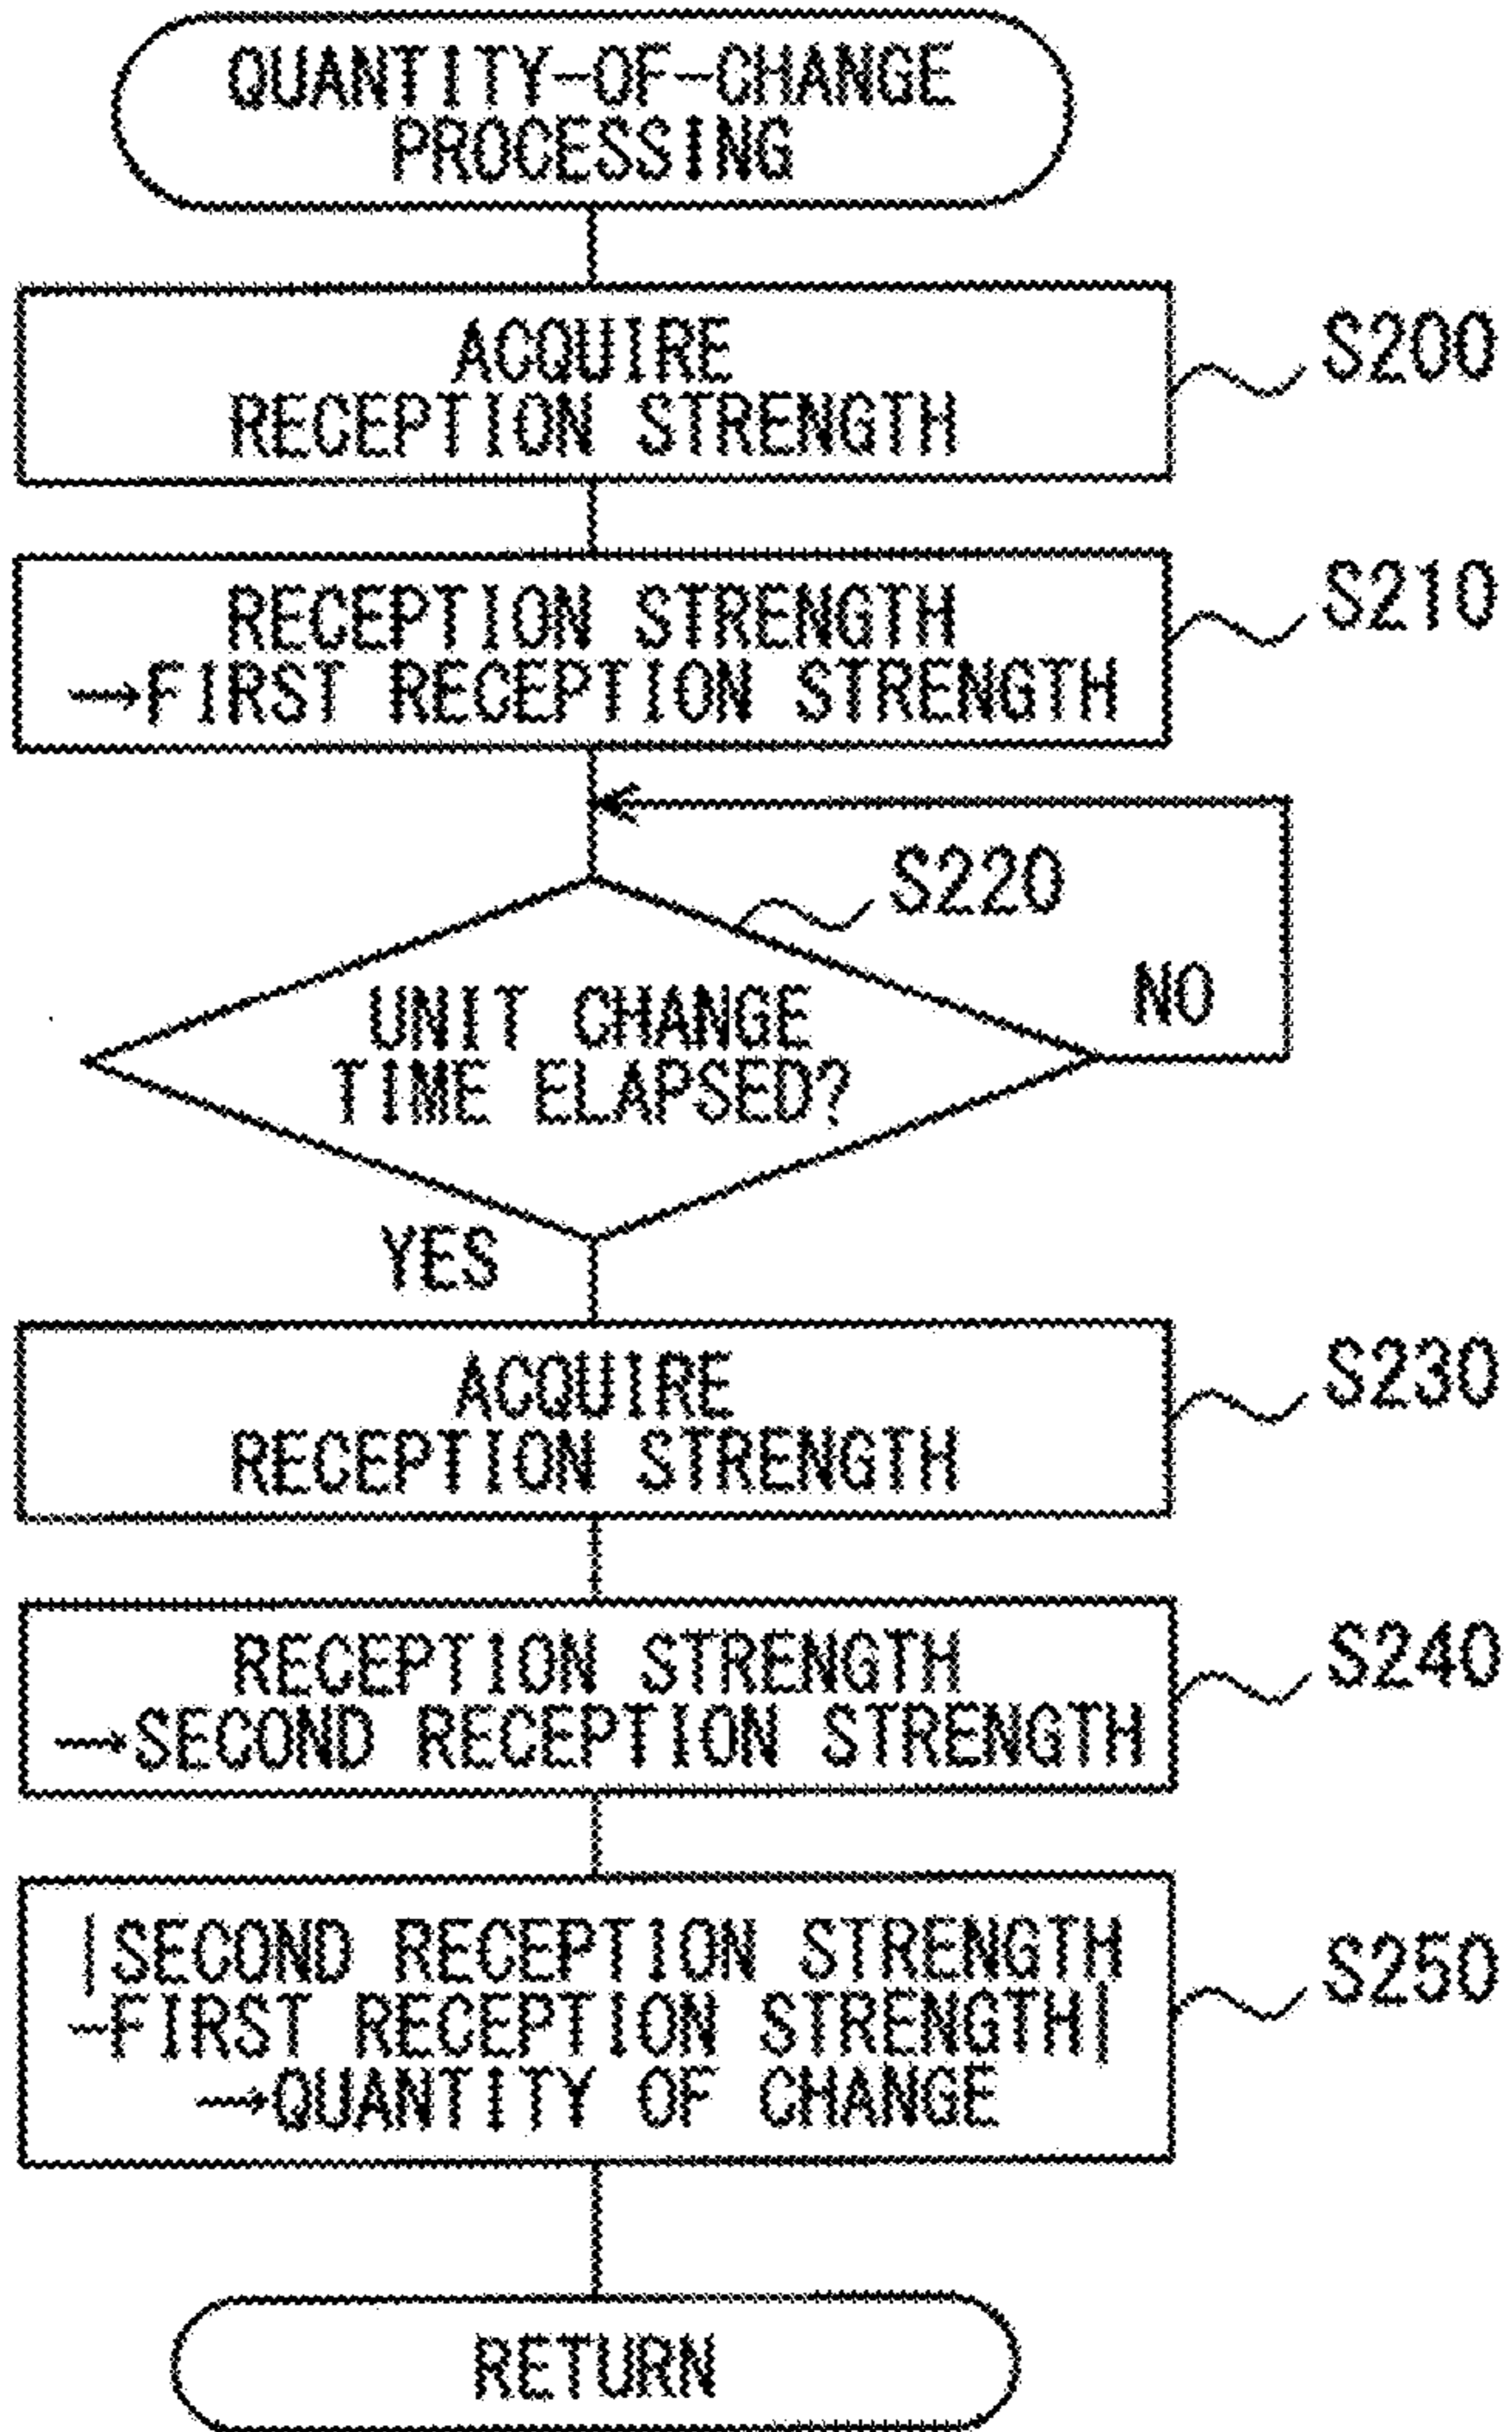 QUANTITY-OF-CHANGE
PROCESSING
ACQUIRE
RECEPTION STRENGTH
S200
RECEPTION STRENGTH
→FIRST RECEPTION STRENGTH
S210
S220
UNIT CHANGE
TIME ELAPSED?
NO
YES
ACQUIRE
RECEPTION STRENGTH
S230
RECEPTION STRENGTH
→SECOND RECEPTION STRENGTH
S240
|SECOND RECEPTION STRENGTH
-FIRST RECEPTION STRENGTH|
→QUANTITY OF CHANGE
S250
RETURN